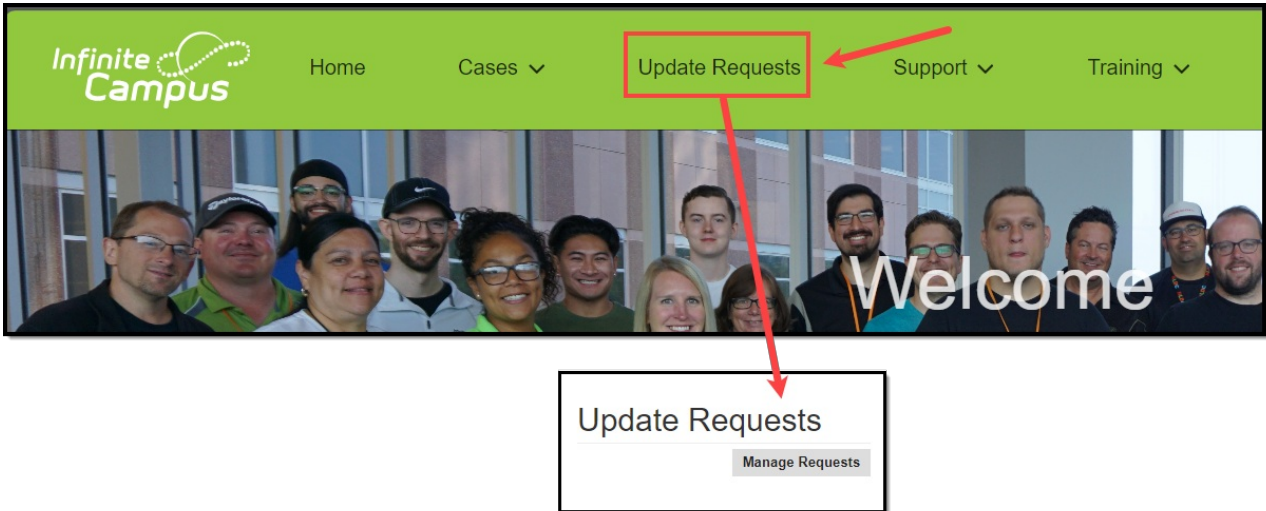 Infinite
Campus
Home
Cases
Update Requests
Support
Training
Welcome
Update Requests
Manage Requests